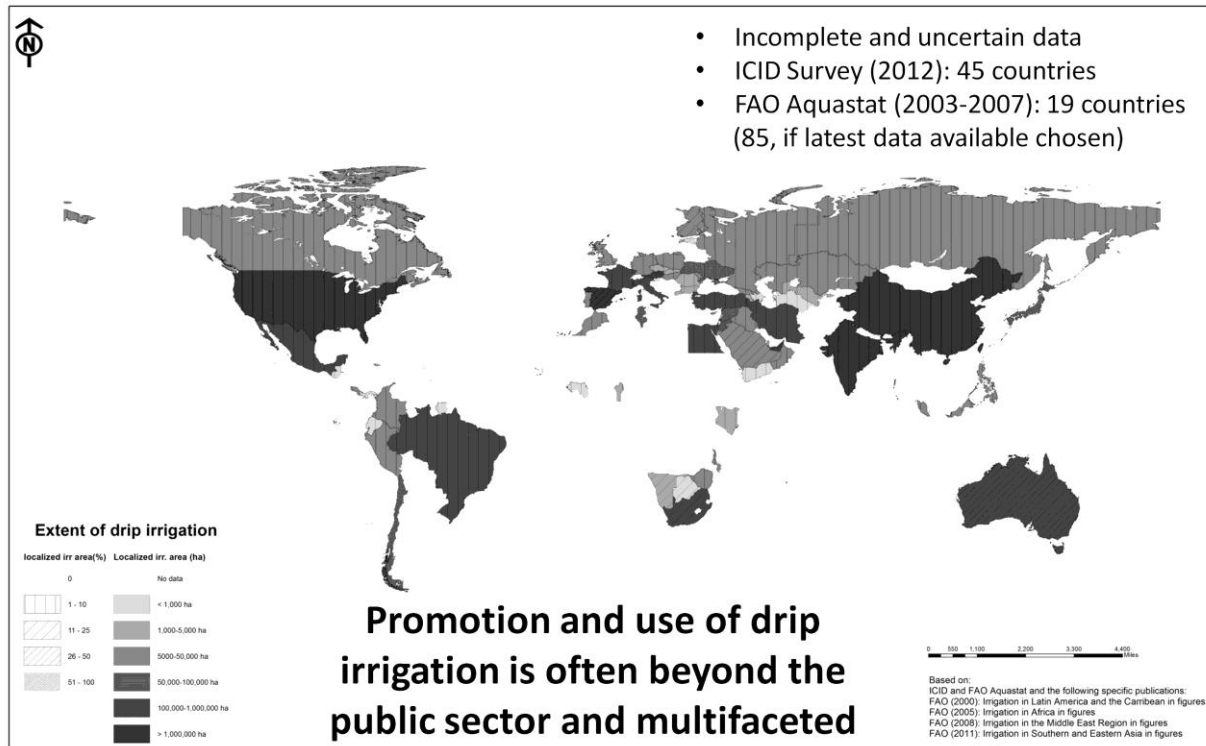 N
• Incomplete and uncertain data
• ICID Survey (2012): 45 countries
• FAO Aquastat (2003-2007): 19 countries
(85, if latest data available chosen)
Extent of drip irrigation
localized irr area(%) Localized irr. area (ha)
0 No data
1 - 10 < 1,000 ha
11 - 25 1,000-5,000 ha
26 - 50 5000-50,000 ha
51 - 100 50,000-100,000 ha
100,000-1,000,000 ha
> 1,000,000 ha
Promotion and use of drip
irrigation is often beyond the
public sector and multifaceted
0 550 1,100 2,200 3,300 4,400
Miles
Based on:
ICID and FAO Aquastat and the following specific publications:
FAO (2000): Irrigation in Latin America and the Carribean in figures
FAO (2005): Irrigation in Africa in figures
FAO (2008): Irrigation in the Middle East Region in figures
FAO (2011): Irrigation in Southern and Eastern Asia in figures